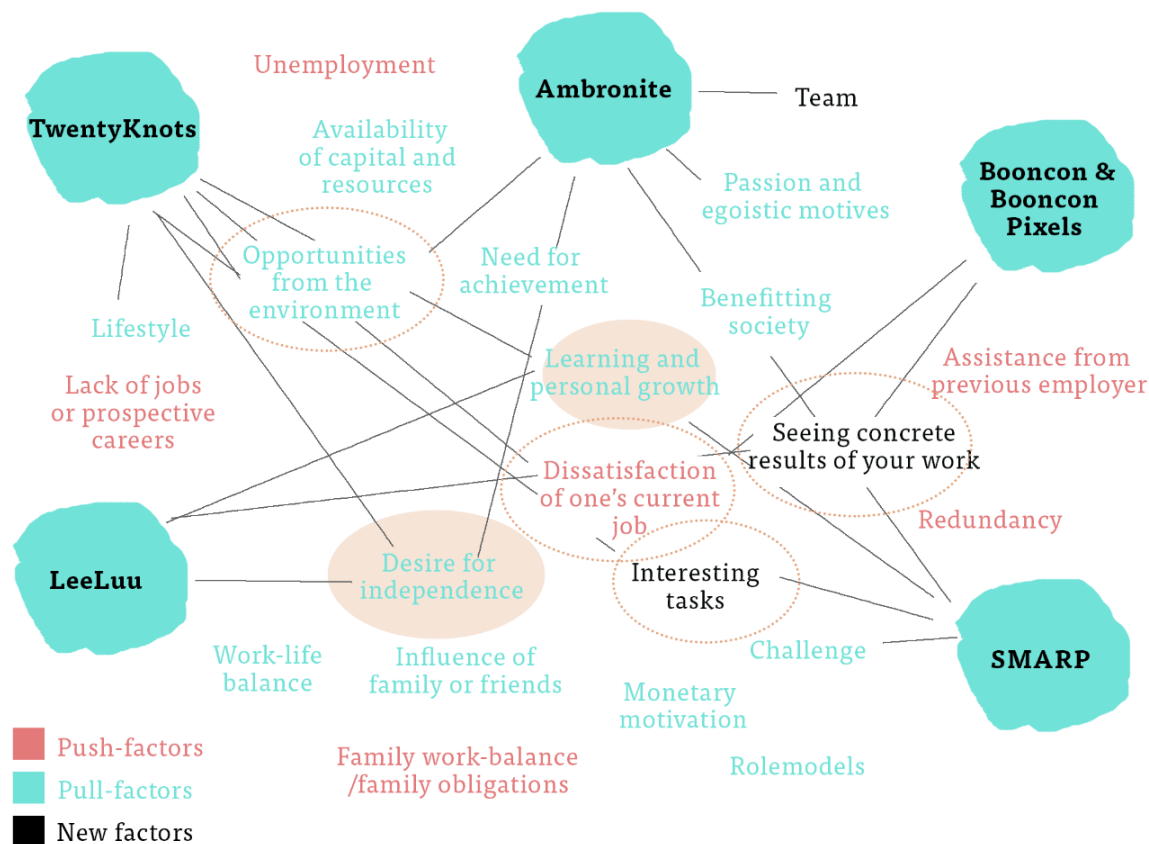 Unemployment
Ambronite
Team
TwentyKnots
Availability
of capital and
resources
Passion and
egoistic motives
Booncon &
Booncon
Pixels
Opportunities
from the
environment
Need for
achievement
Benefitting
society
Lifestyle
Learning and
personal growth
Assistance from
previous employer
Lack of jobs
or prospective
careers
Seeing concrete
results of your work
Dissatisfaction
of one's current
job
Redundancy
LeeLuu
Desire for
independence
Interesting
tasks
Challenge
SMARP
Work-life
balance
Influence of
family or friends
Monetary
motivation
Family work-balance
/family obligations
Rolemodels
Push-factors
Pull-factors
New factors